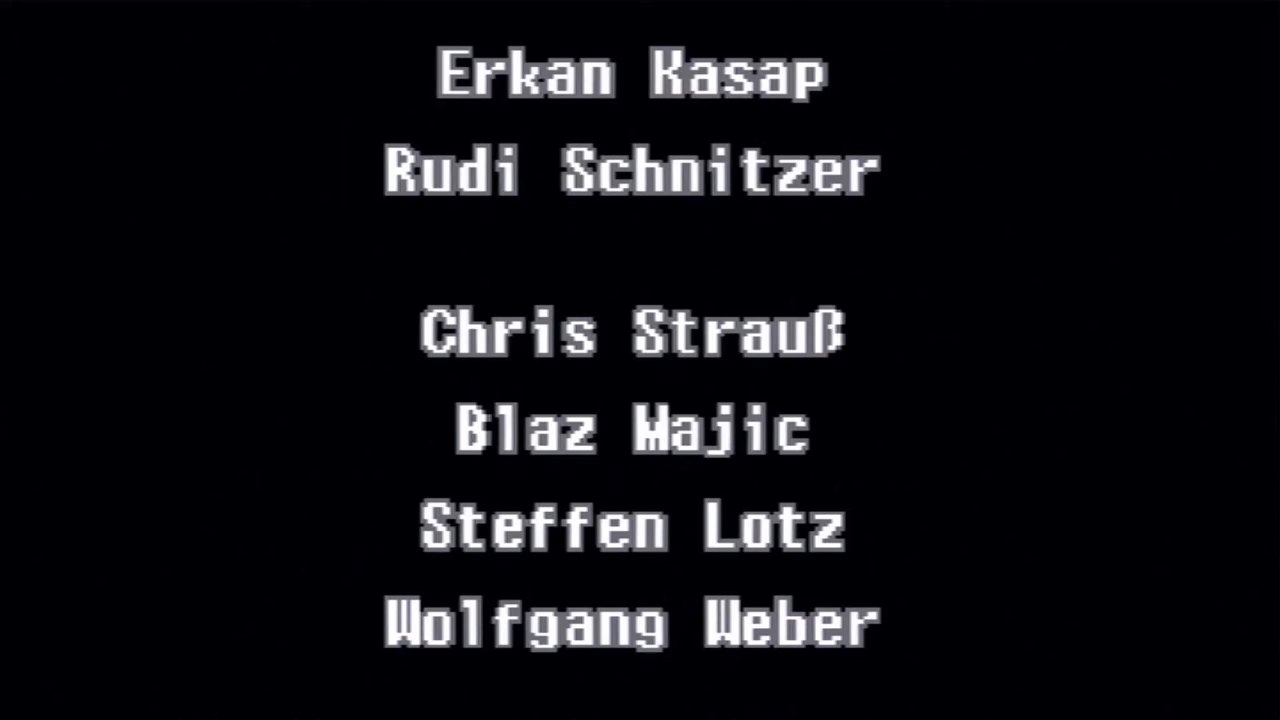 Erkan Kasap
Rudi Schnitzer
Chris Strauß
Blaz Majic
Steffen Lotz
Wolfgang Weber